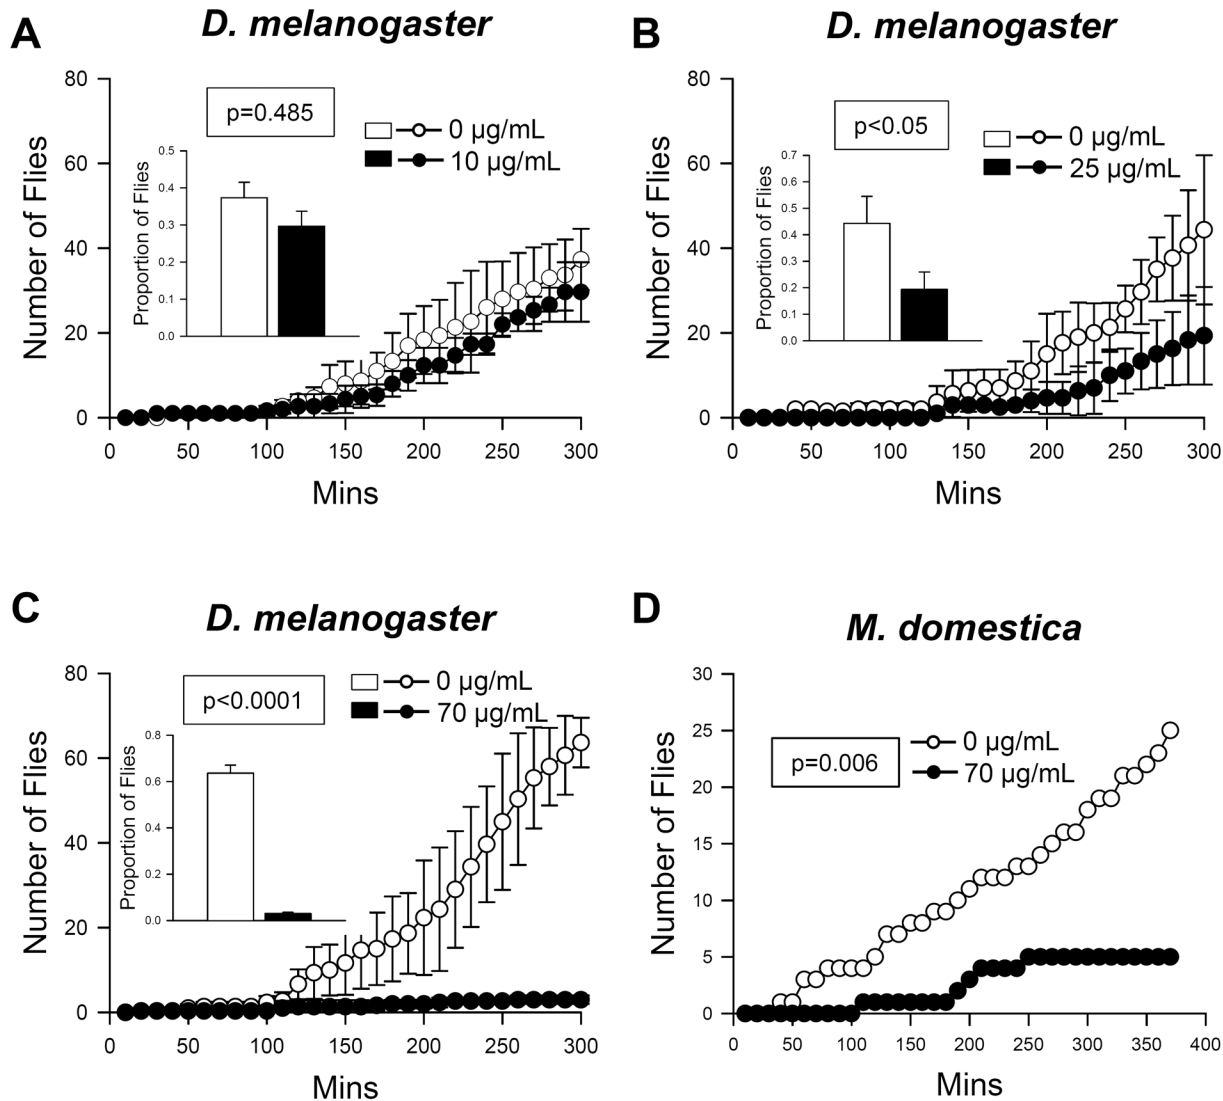 A
D. melanogaster
p=0.485
0 µg/mL
10 µg/mL
Number of Flies
80
60
40
20
0
Proportion of Flies
0.5
0.4
0.3
0.2
0.1
0.0
0 50 100 150 200 250 300
Mins
B
D. melanogaster
p<0.05
0 µg/mL
25 µg/mL
Number of Flies
80
60
40
20
0
Proportion of Flies
0.7
0.6
0.5
0.4
0.3
0.2
0.1
0.0
0 50 100 150 200 250 300
Mins
C
D. melanogaster
p<0.0001
0 µg/mL
70 µg/mL
Number of Flies
80
60
40
20
0
Proportion of Flies
0.8
0.6
0.4
0.2
0.0
0 50 100 150 200 250 300
Mins
D
M. domestica
p=0.006
0 µg/mL
70 µg/mL
Number of Flies
30
25
20
15
10
5
0
0 50 100 150 200 250 300 350 400
Mins